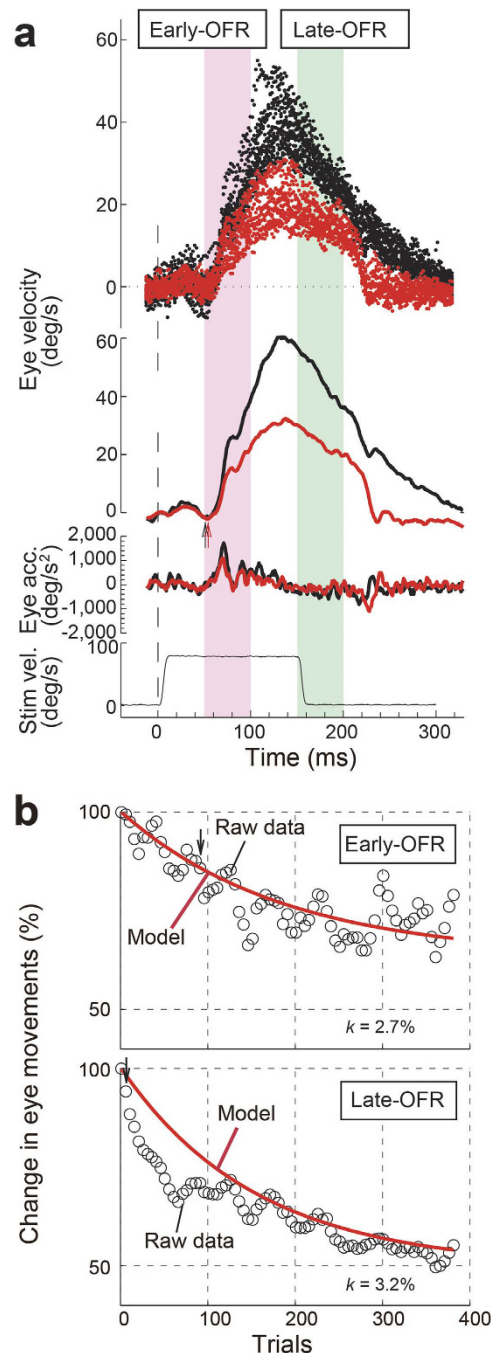 a
Early-OFR
Late-OFR
60
40
20
0
Eye velocity
(deg/s)
60
40
20
0
2,000
1,000
0
-1,000
-2,000
Eye acc.
(deg/s²)
100
0
Stim vel.
(deg/s)
0
100
200
300
Time (ms)
b
100
50
Raw data
Model
Early-OFR
k = 2.7%
Change in eye movements (%)
100
50
Model
Raw data
Late-OFR
k = 3.2%
0
100
200
300
400
Trials